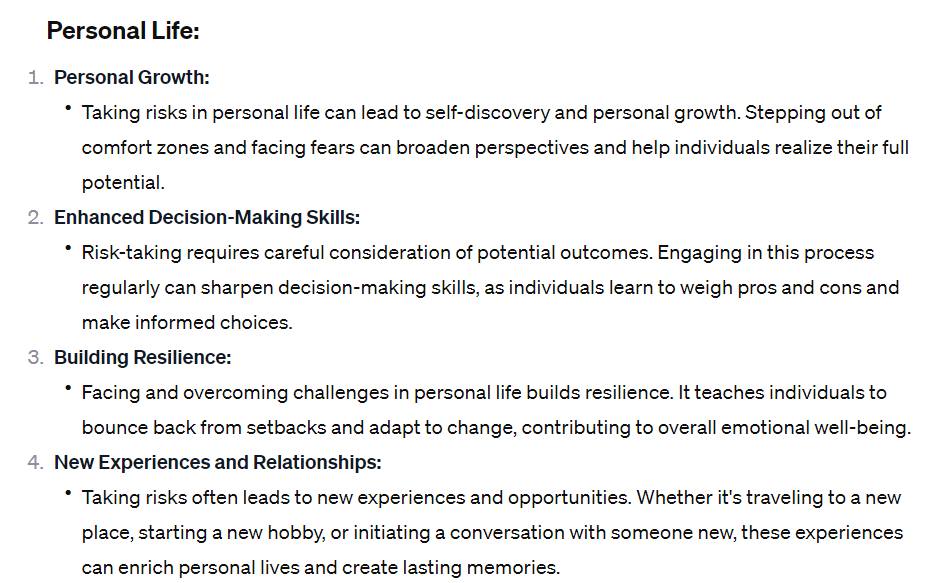 Personal Life:
1. Personal Growth:
• Taking risks in personal life can lead to self-discovery and personal growth. Stepping out of
comfort zones and facing fears can broaden perspectives and help individuals realize their full
potential.
2. Enhanced Decision-Making Skills:
• Risk-taking requires careful consideration of potential outcomes. Engaging in this process
regularly can sharpen decision-making skills, as individuals learn to weigh pros and cons and
make informed choices.
3. Building Resilience:
• Facing and overcoming challenges in personal life builds resilience. It teaches individuals to
bounce back from setbacks and adapt to change, contributing to overall emotional well-being.
4. New Experiences and Relationships:
• Taking risks often leads to new experiences and opportunities. Whether it's traveling to a new
place, starting a new hobby, or initiating a conversation with someone new, these experiences
can enrich personal lives and create lasting memories.